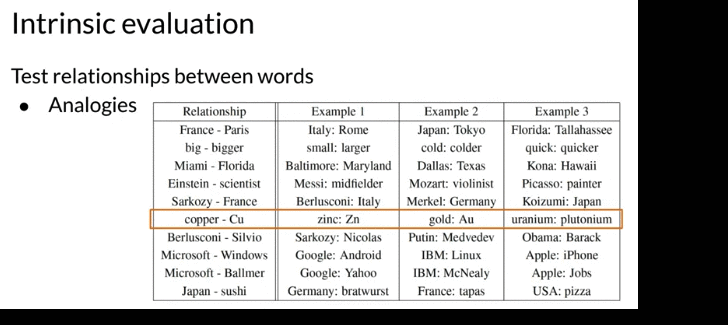 Intrinsic evaluation
Test relationships between words
● Analogies
Relationship Example 1 Example 2 Example 3
France - Paris Italy: Rome Japan: Tokyo Florida: Tallahassee
big - bigger small: larger cold: colder quick: quicker
Miami - Florida Baltimore: Maryland Dallas: Texas Kona: Hawaii
Einstein - scientist Messi: midfielder Mozart: violinist Picasso: painter
Sarkozy - France Berlusconi: Italy Merkel: Germany Koizumi: Japan
copper - Cu zinc: Zn gold: Au uranium: plutonium
Berlusconi - Silvio Sarkozy: Nicolas Putin: Medvedev Obama: Barack
Microsoft - Windows Google: Android IBM: Linux Apple: iPhone
Microsoft - Ballmer Google: Yahoo IBM: McNealy Apple: Jobs
Japan - sushi Germany: bratwurst France: tapas USA: pizza